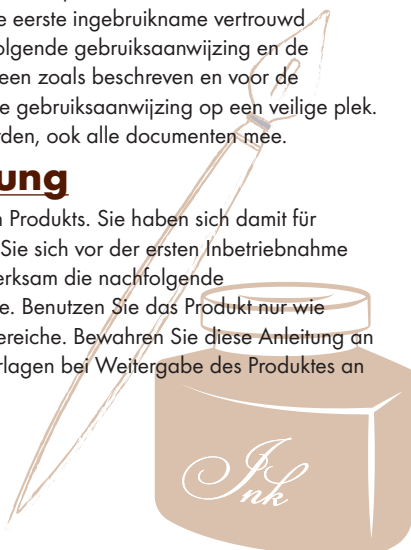 e eerste ingebruikname vertrouwd
olgende gebruiksaanwijzing en de
een zoals beschreven en voor de
e gebruiksaanwijzing op een veilige plek.
rden, ook alle documenten mee.
ung
n Produkts. Sie haben sich damit für
Sie sich vor der ersten Inbetriebnahme
erksam die nachfolgende
e. Benutzen Sie das Produkt nur wie
ereiche. Bewahren Sie diese Anleitung an
rlagen bei Weitergabe des Produktes an
Ink